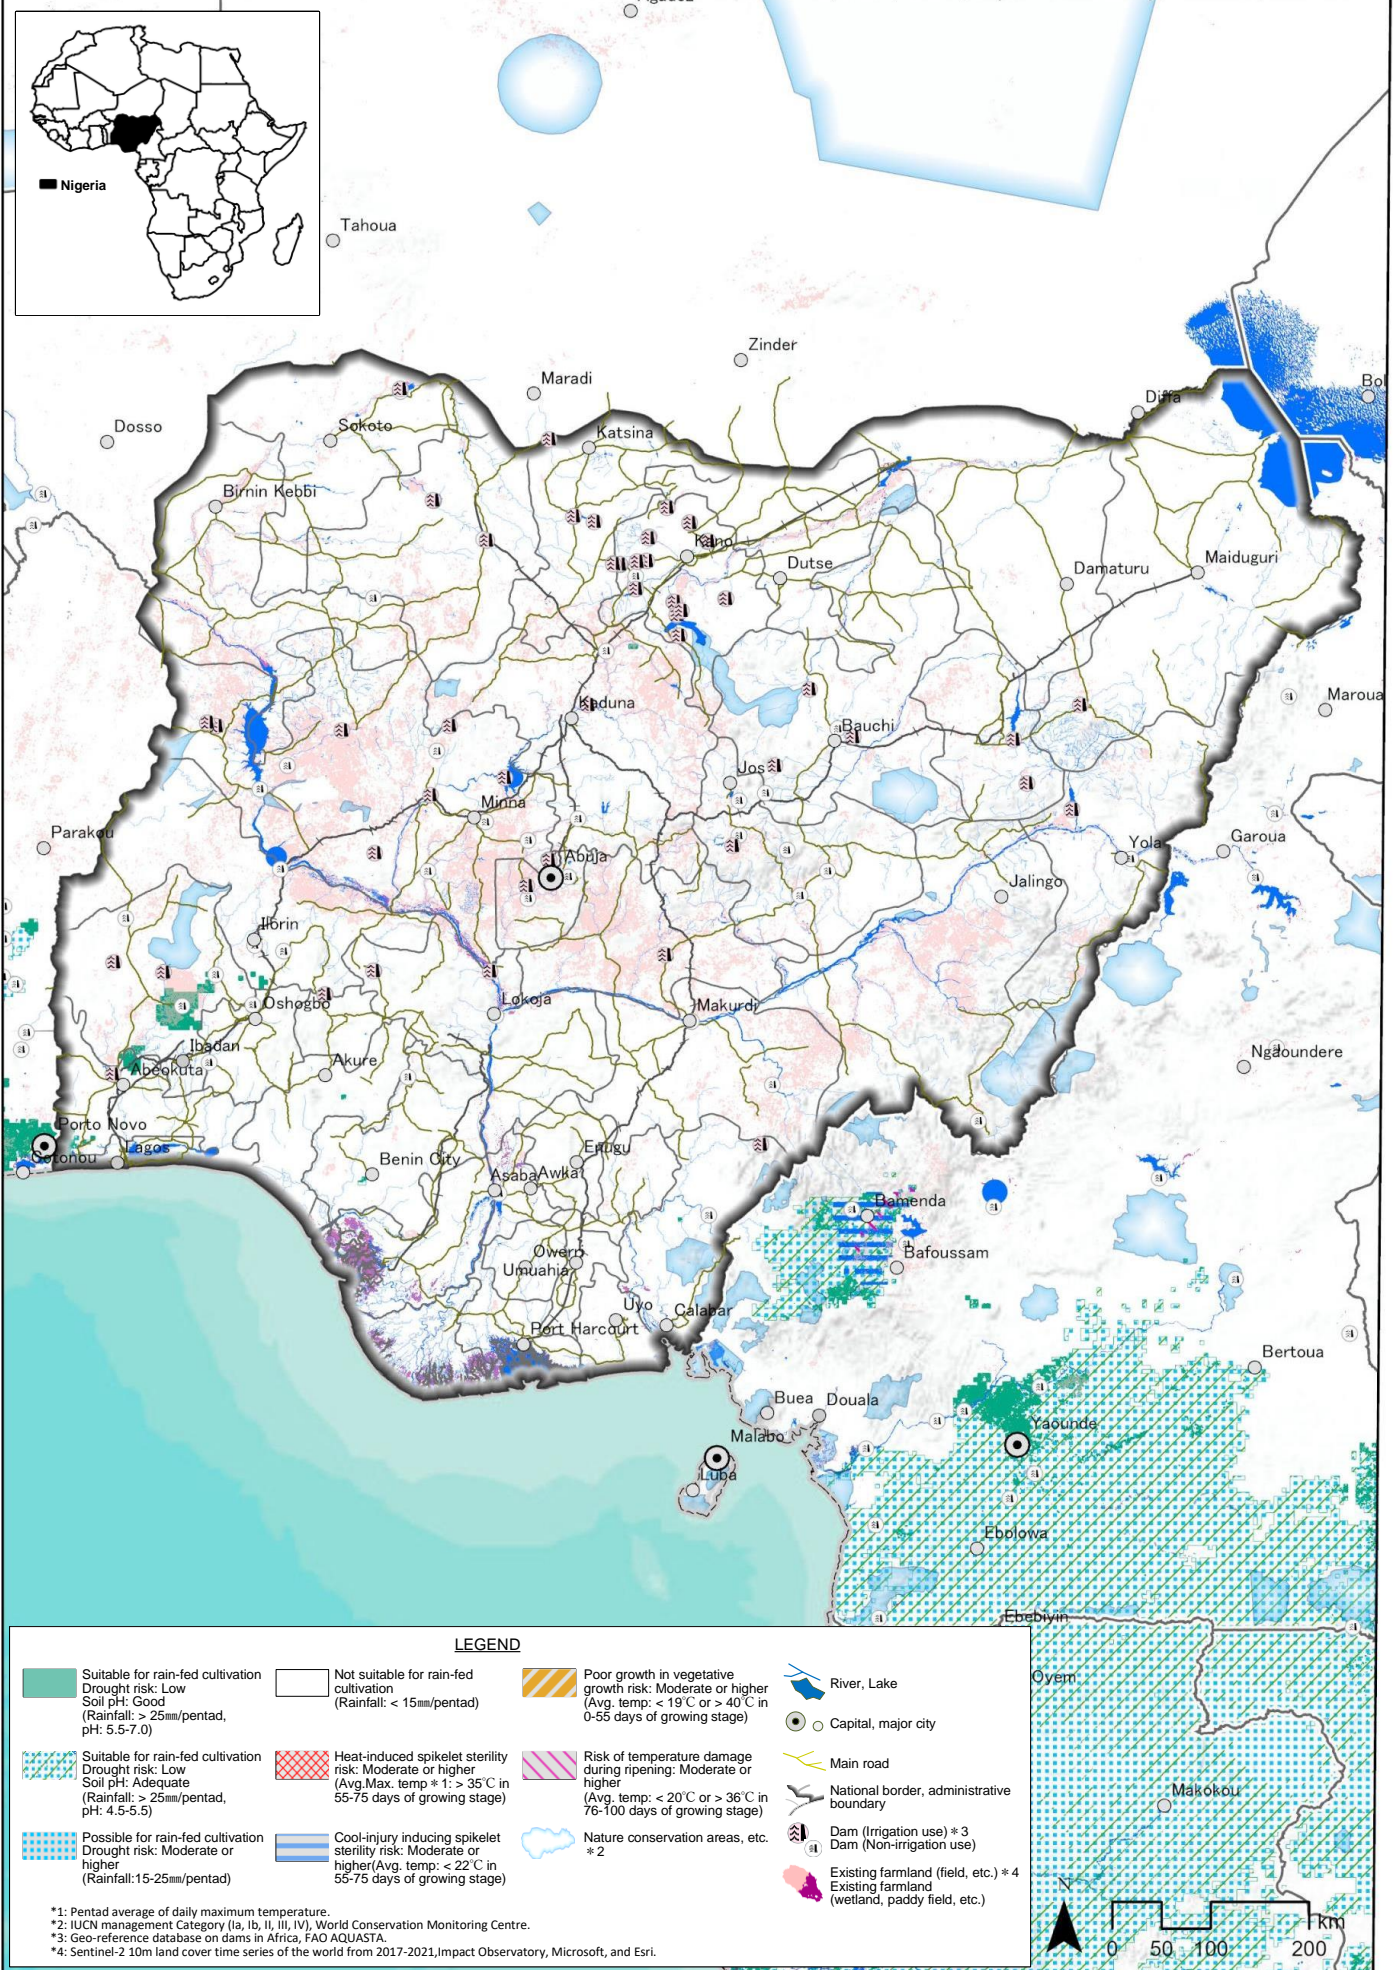 Nigeria
Tahoua
Zinder
Maradi
Diffa
Bol
Dosso
Sokoto
Katsina
Birnin Kebbi
Kano
Dutse
Damaturu
Maiduguri
Maroua
Kaduna
Bauchi
Jos
Minna
Parakou
Abuja
Yola
Garoua
Jalingo
Ilorin
Lokoja
Makurdi
Oshogbo
Ibadan
Abeokuta
Akure
Ngaoundere
Porto Novo
Cotonou
Lagos
Benin City
Enugu
Asaba
Awka
Bamenda
Bafoussam
Owerri
Umuahia
Uyo
Calabar
Port Harcourt
Bertoua
Buea
Douala
Yaounde
Malabo
Luba
Ebolowa
Ebebiyin
Oyem
Makokou
LEGEND
Suitable for rain-fed cultivation
Drought risk: Low
Soil pH: Good
(Rainfall: > 25㎜/pentad,
pH: 5.5-7.0)
Suitable for rain-fed cultivation
Drought risk: Low
Soil pH: Adequate
(Rainfall: > 25㎜/pentad,
pH: 4.5-5.5)
Possible for rain-fed cultivation
Drought risk: Moderate or
higher
(Rainfall:15-25㎜/pentad)
Not suitable for rain-fed
cultivation
(Rainfall: < 15㎜/pentad)
Heat-induced spikelet sterility
risk: Moderate or higher
(Avg.Max. temp＊1: > 35℃ in
55-75 days of growing stage)
Cool-injury inducing spikelet
sterility risk: Moderate or
higher(Avg. temp: < 22℃ in
55-75 days of growing stage)
Poor growth in vegetative
growth risk: Moderate or higher
(Avg. temp: < 19℃ or > 40℃ in
0-55 days of growing stage)
Risk of temperature damage
during ripening: Moderate or
higher
(Avg. temp: < 20℃ or > 36℃ in
76-100 days of growing stage)
Nature conservation areas, etc.
＊2
River, Lake
Capital, major city
Main road
National border, administrative
boundary
Dam (Irrigation use)＊3
Dam (Non-irrigation use)
Existing farmland (field, etc.)＊4
Existing farmland
(wetland, paddy field, etc.)
*1: Pentad average of daily maximum temperature.
*2: IUCN management Category (Ia, Ib, II, III, IV), World Conservation Monitoring Centre.
*3: Geo-reference database on dams in Africa, FAO AQUASTA.
*4: Sentinel-2 10m land cover time series of the world from 2017-2021,Impact Observatory, Microsoft, and Esri.
N
km
0 50 100 200